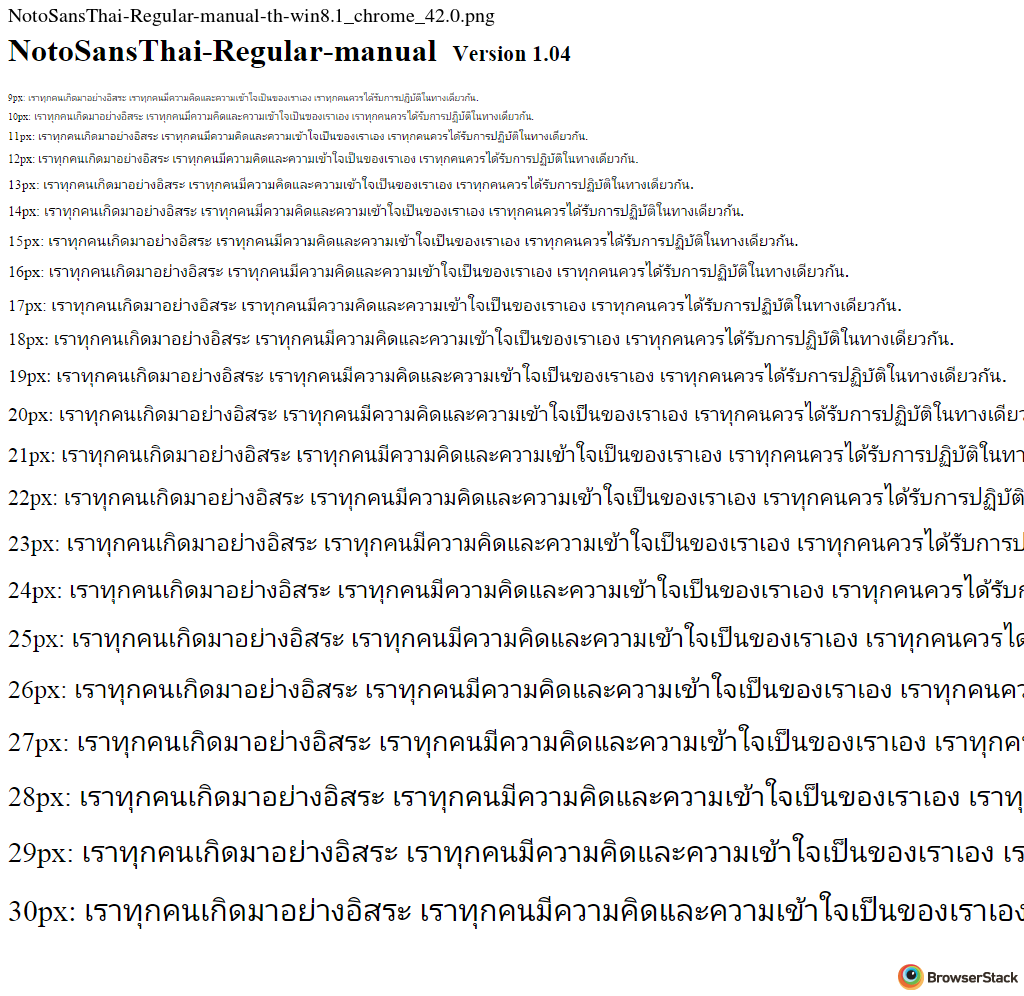 NotoSansThai-Regular-manual-th-win8.1_chrome_42.0.png
NotoSansThai-Regular-manual Version 1.04
9px: เราทุกคนเกิดมาอย่างอิสระ เราทุกคนมีความคิดและความเข้าใจเป็นของเราเอง เราทุกคนควรได้รับการปฏิบัติในทางเดียวกัน.
10px: เราทุกคนเกิดมาอย่างอิสระ เราทุกคนมีความคิดและความเข้าใจเป็นของเราเอง เราทุกคนควรได้รับการปฏิบัติในทางเดียวกัน.
11px: เราทุกคนเกิดมาอย่างอิสระ เราทุกคนมีความคิดและความเข้าใจเป็นของเราเอง เราทุกคนควรได้รับการปฏิบัติในทางเดียวกัน.
12px: เราทุกคนเกิดมาอย่างอิสระ เราทุกคนมีความคิดและความเข้าใจเป็นของเราเอง เราทุกคนควรได้รับการปฏิบัติในทางเดียวกัน.
13px: เราทุกคนเกิดมาอย่างอิสระ เราทุกคนมีความคิดและความเข้าใจเป็นของเราเอง เราทุกคนควรได้รับการปฏิบัติในทางเดียวกัน.
14px: เราทุกคนเกิดมาอย่างอิสระ เราทุกคนมีความคิดและความเข้าใจเป็นของเราเอง เราทุกคนควรได้รับการปฏิบัติในทางเดียวกัน.
15px: เราทุกคนเกิดมาอย่างอิสระ เราทุกคนมีความคิดและความเข้าใจเป็นของเราเอง เราทุกคนควรได้รับการปฏิบัติในทางเดียวกัน.
16px: เราทุกคนเกิดมาอย่างอิสระ เราทุกคนมีความคิดและความเข้าใจเป็นของเราเอง เราทุกคนควรได้รับการปฏิบัติในทางเดียวกัน.
17px: เราทุกคนเกิดมาอย่างอิสระ เราทุกคนมีความคิดและความเข้าใจเป็นของเราเอง เราทุกคนควรได้รับการปฏิบัติในทางเดียวกัน.
18px: เราทุกคนเกิดมาอย่างอิสระ เราทุกคนมีความคิดและความเข้าใจเป็นของเราเอง เราทุกคนควรได้รับการปฏิบัติในทางเดียวกัน.
19px: เราทุกคนเกิดมาอย่างอิสระ เราทุกคนมีความคิดและความเข้าใจเป็นของเราเอง เราทุกคนควรได้รับการปฏิบัติในทางเดียวกัน.
20px: เราทุกคนเกิดมาอย่างอิสระ เราทุกคนมีความคิดและความเข้าใจเป็นของเราเอง เราทุกคนควรได้รับการปฏิบัติในทางเดียว
21px: เราทุกคนเกิดมาอย่างอิสระ เราทุกคนมีความคิดและความเข้าใจเป็นของเราเอง เราทุกคนควรได้รับการปฏิบัติในทา
22px: เราทุกคนเกิดมาอย่างอิสระ เราทุกคนมีความคิดและความเข้าใจเป็นของเราเอง เราทุกคนควรได้รับการปฏิบัติ
23px: เราทุกคนเกิดมาอย่างอิสระ เราทุกคนมีความคิดและความเข้าใจเป็นของเราเอง เราทุกคนควรได้รับการป
24px: เราทุกคนเกิดมาอย่างอิสระ เราทุกคนมีความคิดและความเข้าใจเป็นของเราเอง เราทุกคนควรได้รับก
25px: เราทุกคนเกิดมาอย่างอิสระ เราทุกคนมีความคิดและความเข้าใจเป็นของเราเอง เราทุกคนควรได้
26px: เราทุกคนเกิดมาอย่างอิสระ เราทุกคนมีความคิดและความเข้าใจเป็นของเราเอง เราทุกคนคว
27px: เราทุกคนเกิดมาอย่างอิสระ เราทุกคนมีความคิดและความเข้าใจเป็นของเราเอง เราทุกค
28px: เราทุกคนเกิดมาอย่างอิสระ เราทุกคนมีความคิดและความเข้าใจเป็นของเราเอง เราทุ
29px: เราทุกคนเกิดมาอย่างอิสระ เราทุกคนมีความคิดและความเข้าใจเป็นของเราเอง เร
30px: เราทุกคนเกิดมาอย่างอิสระ เราทุกคนมีความคิดและความเข้าใจเป็นของเราเอง
BrowserStack